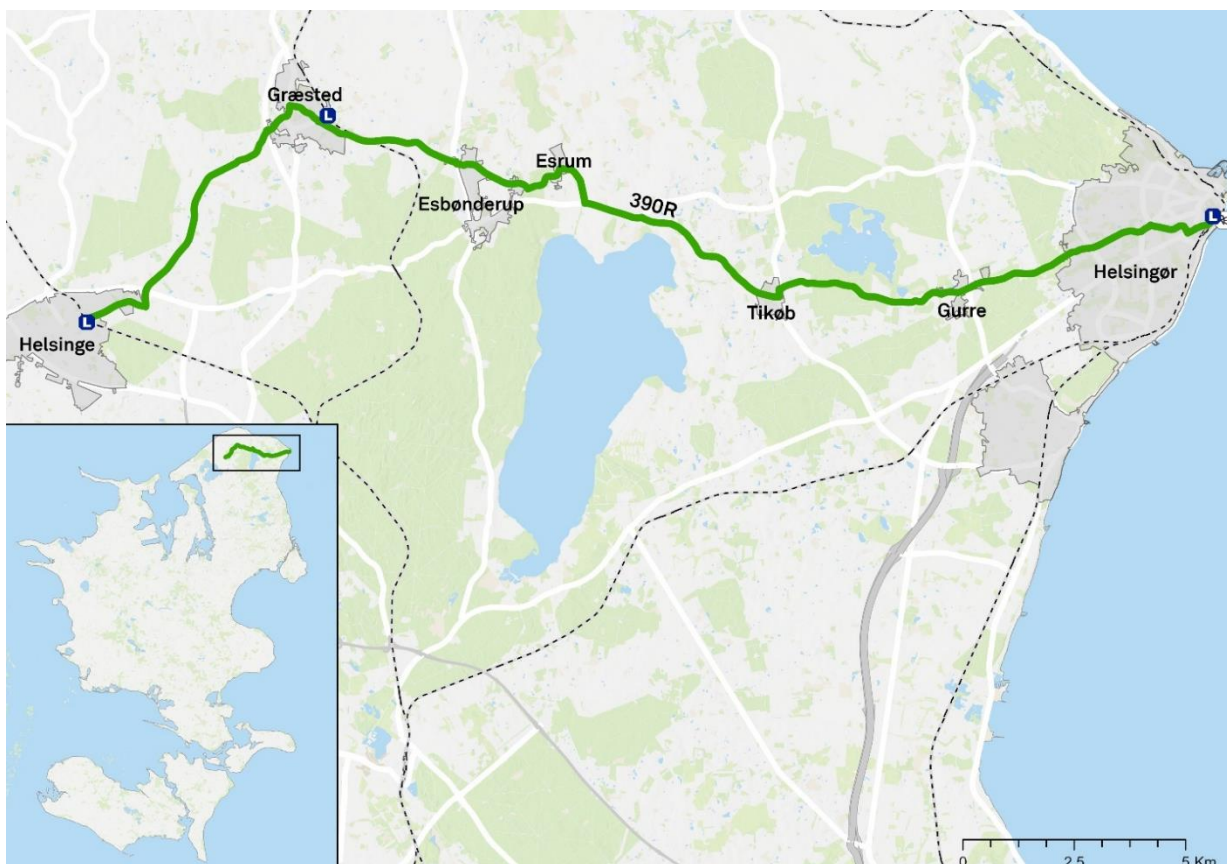 Græsted
L
Esrum
Esbønderup
390R
L
Helsingør
L
Helsinge
Tikøb
Gurre
0 2.5 5 Km